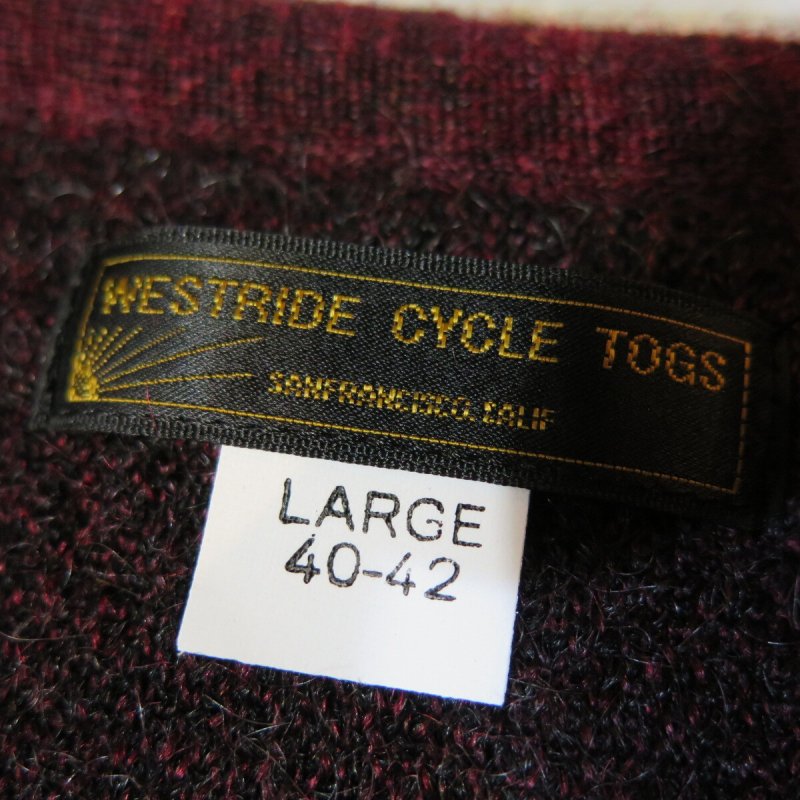 WESTRIDE CYCLE TOGS
SANFRANCISCO. CALIF
LARGE
40-42